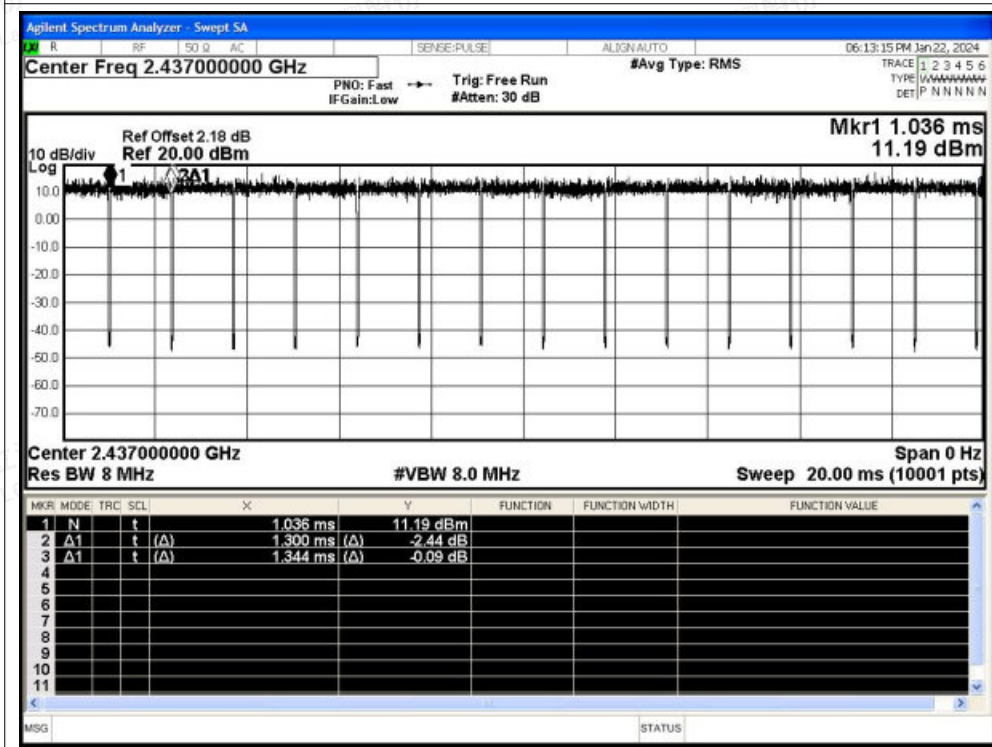 Agilent Spectrum Analyzer - Swept SA
R RF 50 Ω AC SENSE:PULSE ALIGN AUTO 06:13:15 PM Jan 22, 2024
Center Freq 2.437000000 GHz #Avg Type: RMS TRACE 1 2 3 4 5 6
PNO: Fast Trig: Free Run TYPE
IFGain:Low #Atten: 30 dB DET P N N N N N
Mkr1 1.036 ms
Ref Offset 2.18 dB
10 dB/div Ref 20.00 dBm 11.19 dBm
Log
1 2Δ1
10.0
0.00
-10.0
-20.0
-30.0
-40.0
-50.0
-60.0
-70.0
Center 2.437000000 GHz Span 0 Hz
Res BW 8 MHz #VBW 8.0 MHz Sweep 20.00 ms (10001 pts)
MKR MODE TRC SCL X Y FUNCTION FUNCTION WIDTH FUNCTION VALUE
1 N t 1.036 ms 11.19 dBm
2 Δ1 t (Δ) 1.300 ms (Δ) -2.44 dB
3 Δ1 t (Δ) 1.344 ms (Δ) -0.09 dB
4
5
6
7
8
9
10
11
MSG STATUS